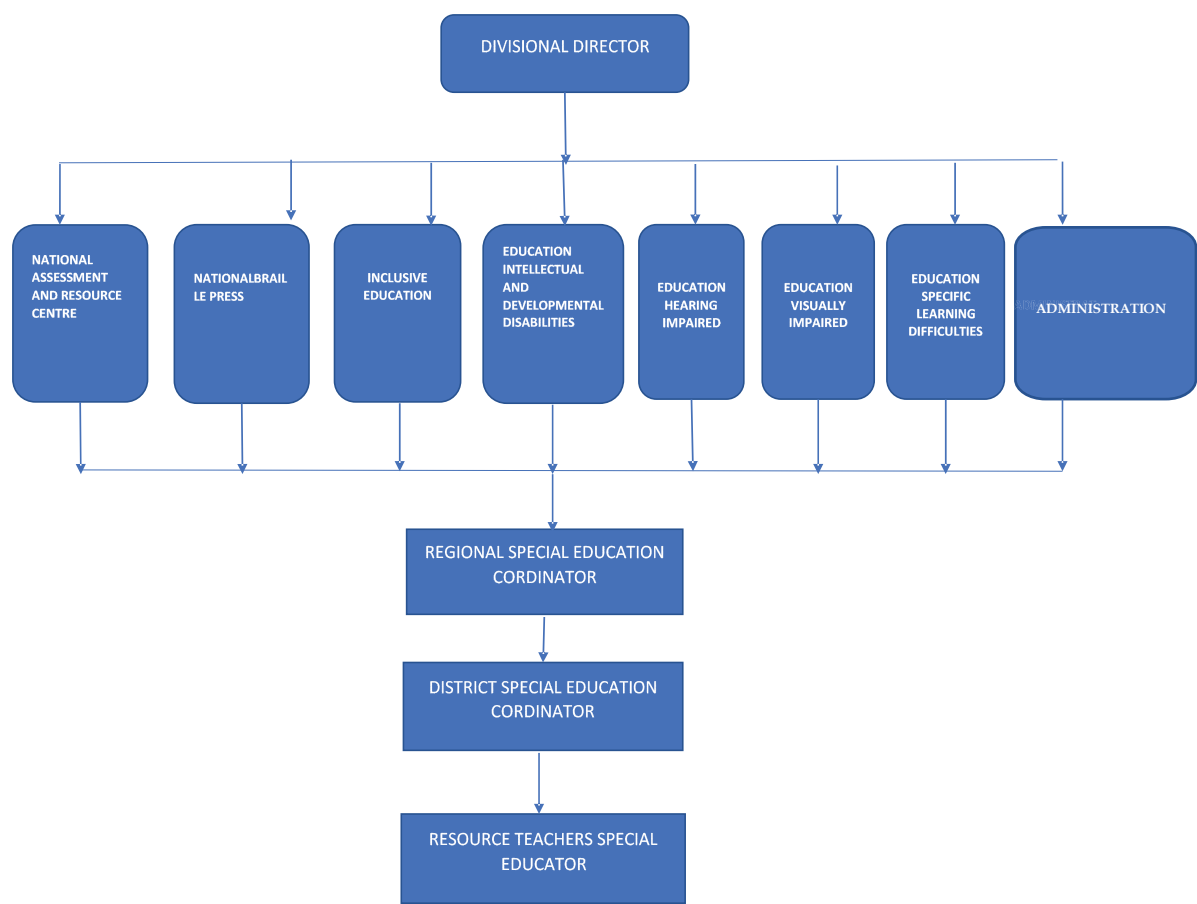 DIVISIONAL DIRECTOR
NATIONAL
ASSESSMENT
AND RESOURCE
CENTRE
NATIONALBRAIL
LE PRESS
INCLUSIVE
EDUCATION
EDUCATION
INTELLECTUAL
AND
DEVELOPMENTAL
DISABILITIES
EDUCATION
HEARING
IMPAIRED
EDUCATION
VISUALLY
IMPAIRED
EDUCATION
SPECIFIC
LEARNING
DIFFICULTIES
ADMINISTRATION
REGIONAL SPECIAL EDUCATION
CORDINATOR
DISTRICT SPECIAL EDUCATION
CORDINATOR
RESOURCE TEACHERS SPECIAL
EDUCATOR